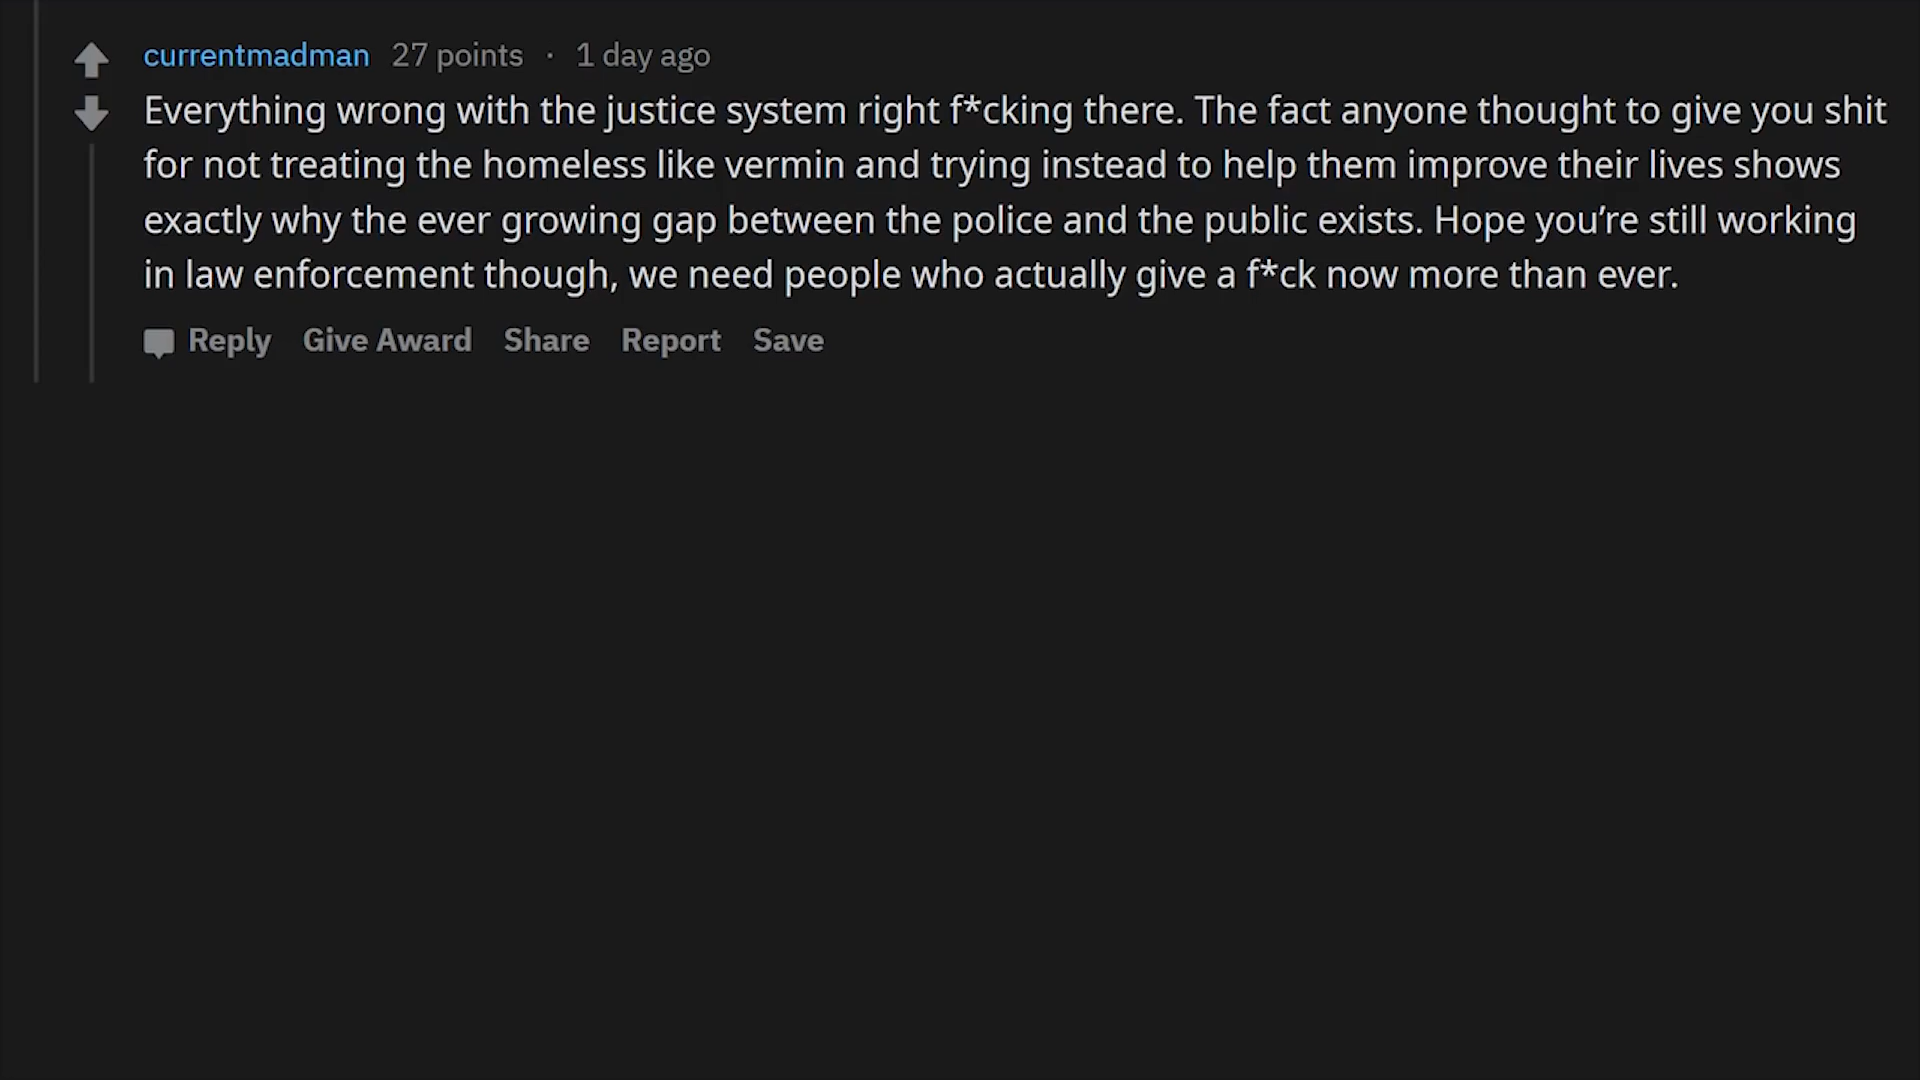 currentmadman 27 points · 1 day ago
Everything wrong with the justice system right f*cking there. The fact anyone thought to give you shit
for not treating the homeless like vermin and trying instead to help them improve their lives shows
exactly why the ever growing gap between the police and the public exists. Hope you’re still working
in law enforcement though, we need people who actually give a f*ck now more than ever.
Reply Give Award Share Report Save